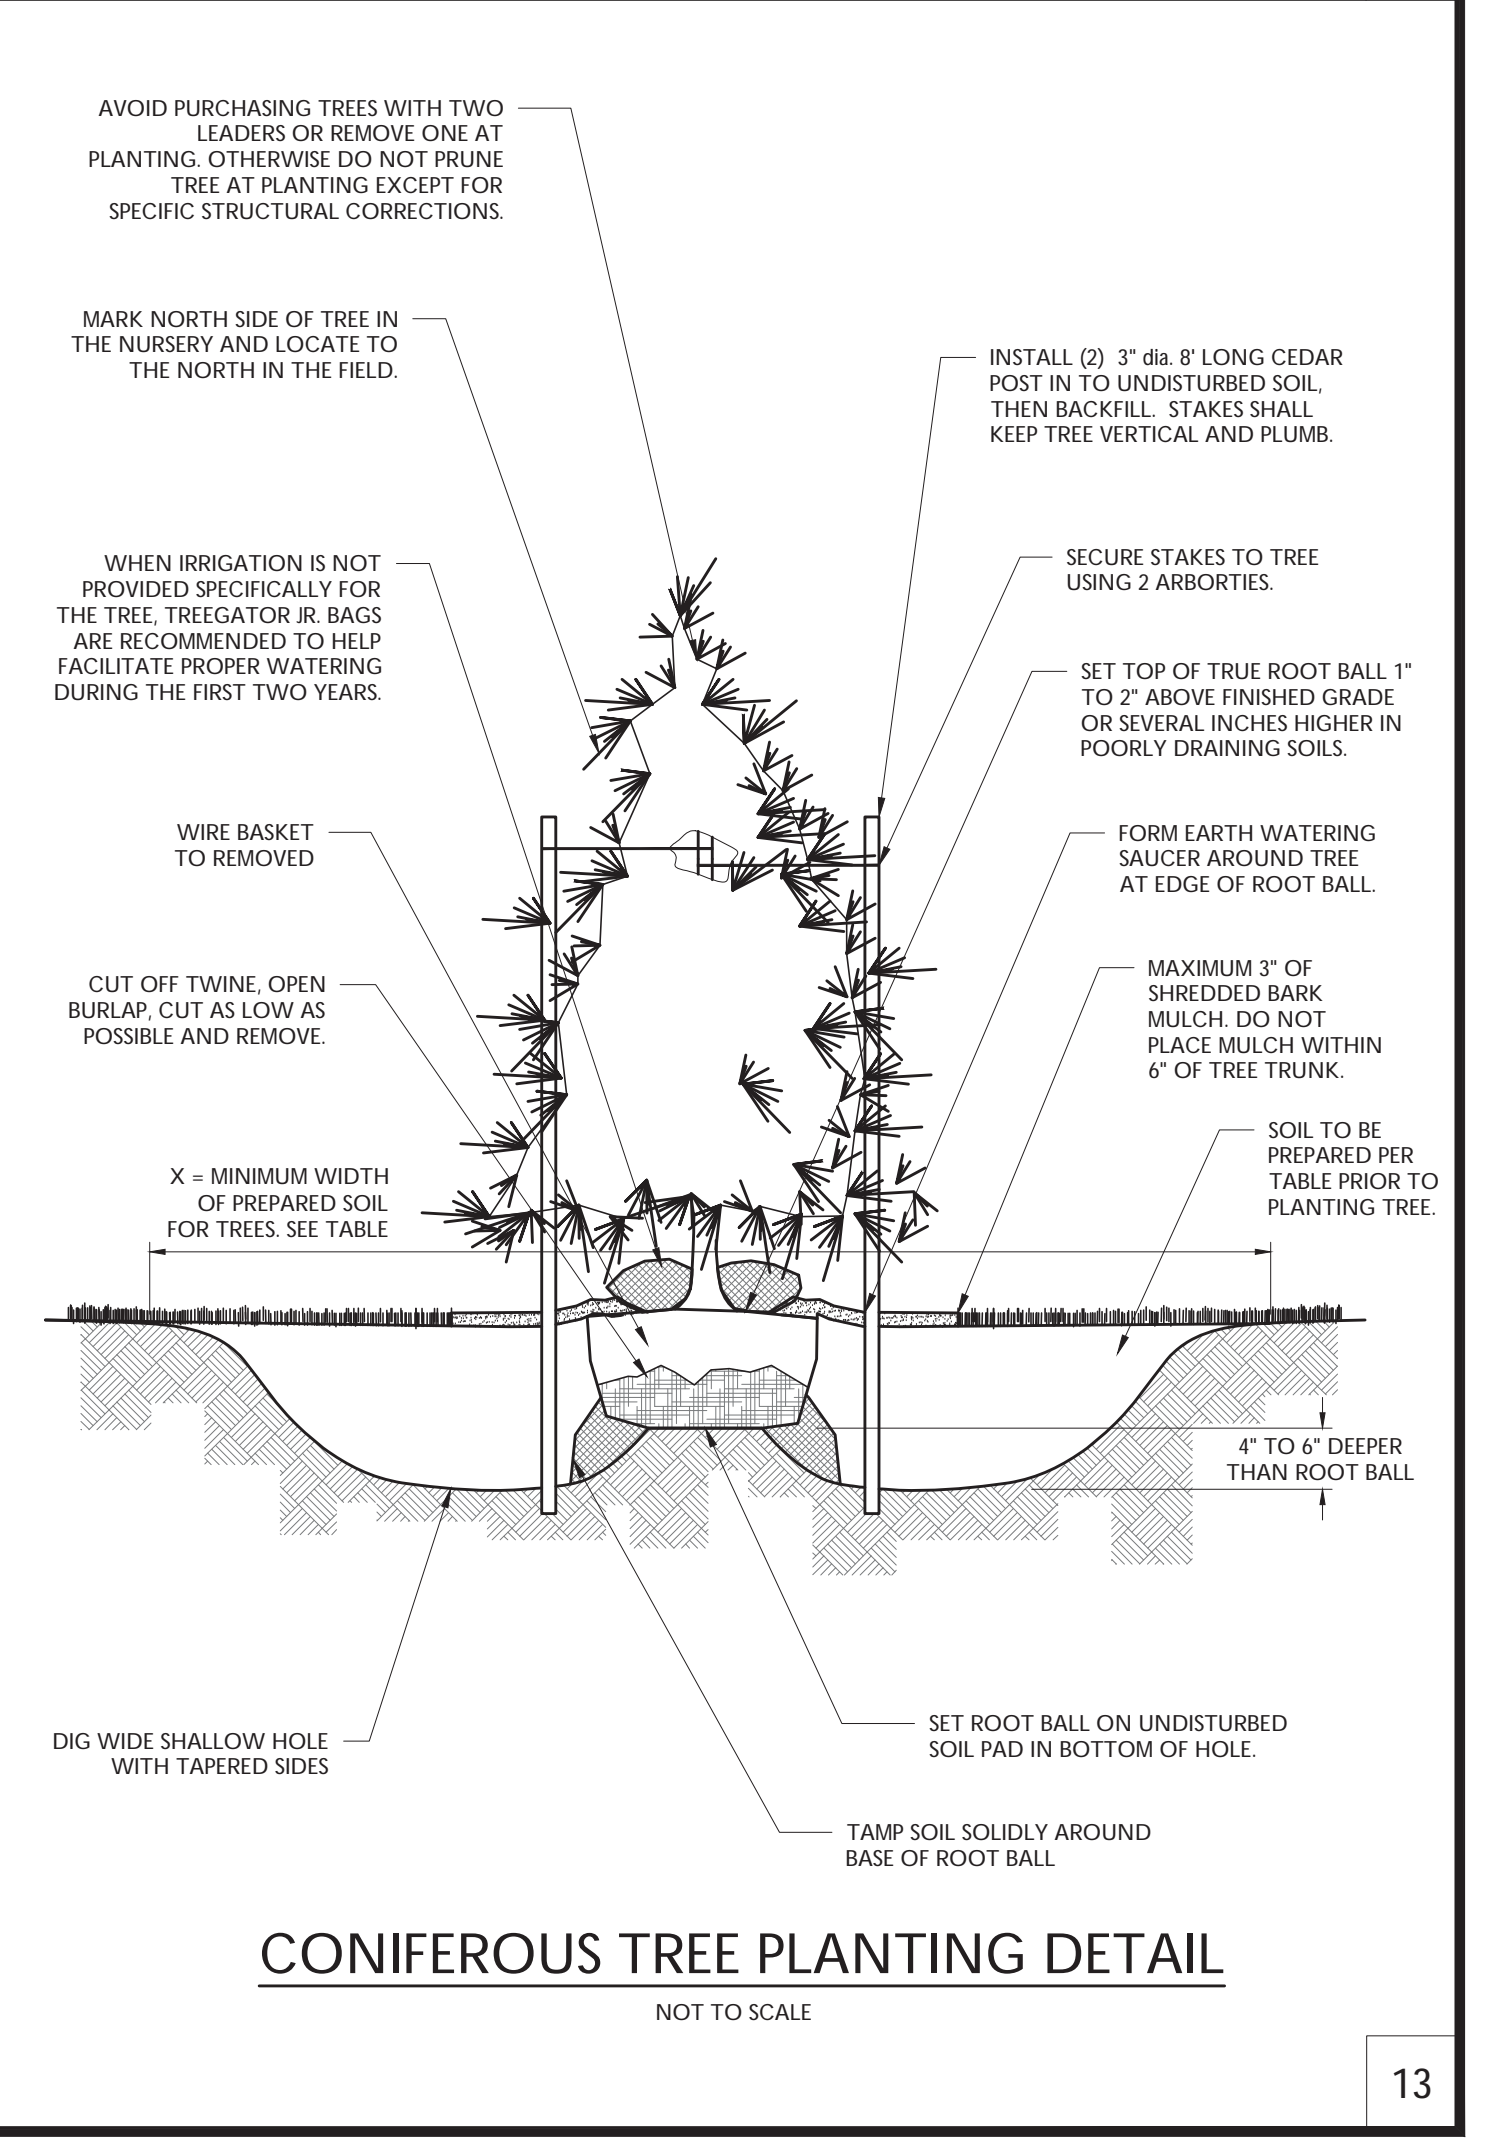 AVOID PURCHASING TREES WITH TWO
LEADERS OR REMOVE ONE AT
PLANTING. OTHERWISE DO NOT PRUNE
TREE AT PLANTING EXCEPT FOR
SPECIFIC STRUCTURAL CORRECTIONS.
MARK NORTH SIDE OF TREE IN
THE NURSERY AND LOCATE TO
THE NORTH IN THE FIELD.
INSTALL (2) 3" dia. 8' LONG CEDAR
POST IN TO UNDISTURBED SOIL,
THEN BACKFILL. STAKES SHALL
KEEP TREE VERTICAL AND PLUMB.
WHEN IRRIGATION IS NOT
PROVIDED SPECIFICALLY FOR
THE TREE, TREEGATOR JR. BAGS
ARE RECOMMENDED TO HELP
FACILITATE PROPER WATERING
DURING THE FIRST TWO YEARS.
SECURE STAKES TO TREE
USING 2 ARBORTIES.
SET TOP OF TRUE ROOT BALL 1"
TO 2" ABOVE FINISHED GRADE
OR SEVERAL INCHES HIGHER IN
POORLY DRAINING SOILS.
WIRE BASKET
TO REMOVED
FORM EARTH WATERING
SAUCER AROUND TREE
AT EDGE OF ROOT BALL.
CUT OFF TWINE, OPEN
BURLAP, CUT AS LOW AS
POSSIBLE AND REMOVE.
MAXIMUM 3" OF
SHREDDED BARK
MULCH. DO NOT
PLACE MULCH WITHIN
6" OF TREE TRUNK.
SOIL TO BE
PREPARED PER
TABLE PRIOR TO
PLANTING TREE.
X = MINIMUM WIDTH
OF PREPARED SOIL
FOR TREES. SEE TABLE
4" TO 6" DEEPER
THAN ROOT BALL
DIG WIDE SHALLOW HOLE
WITH TAPERED SIDES
SET ROOT BALL ON UNDISTURBED
SOIL PAD IN BOTTOM OF HOLE.
TAMP SOIL SOLIDLY AROUND
BASE OF ROOT BALL
CONIFEROUS TREE PLANTING DETAIL
NOT TO SCALE
13